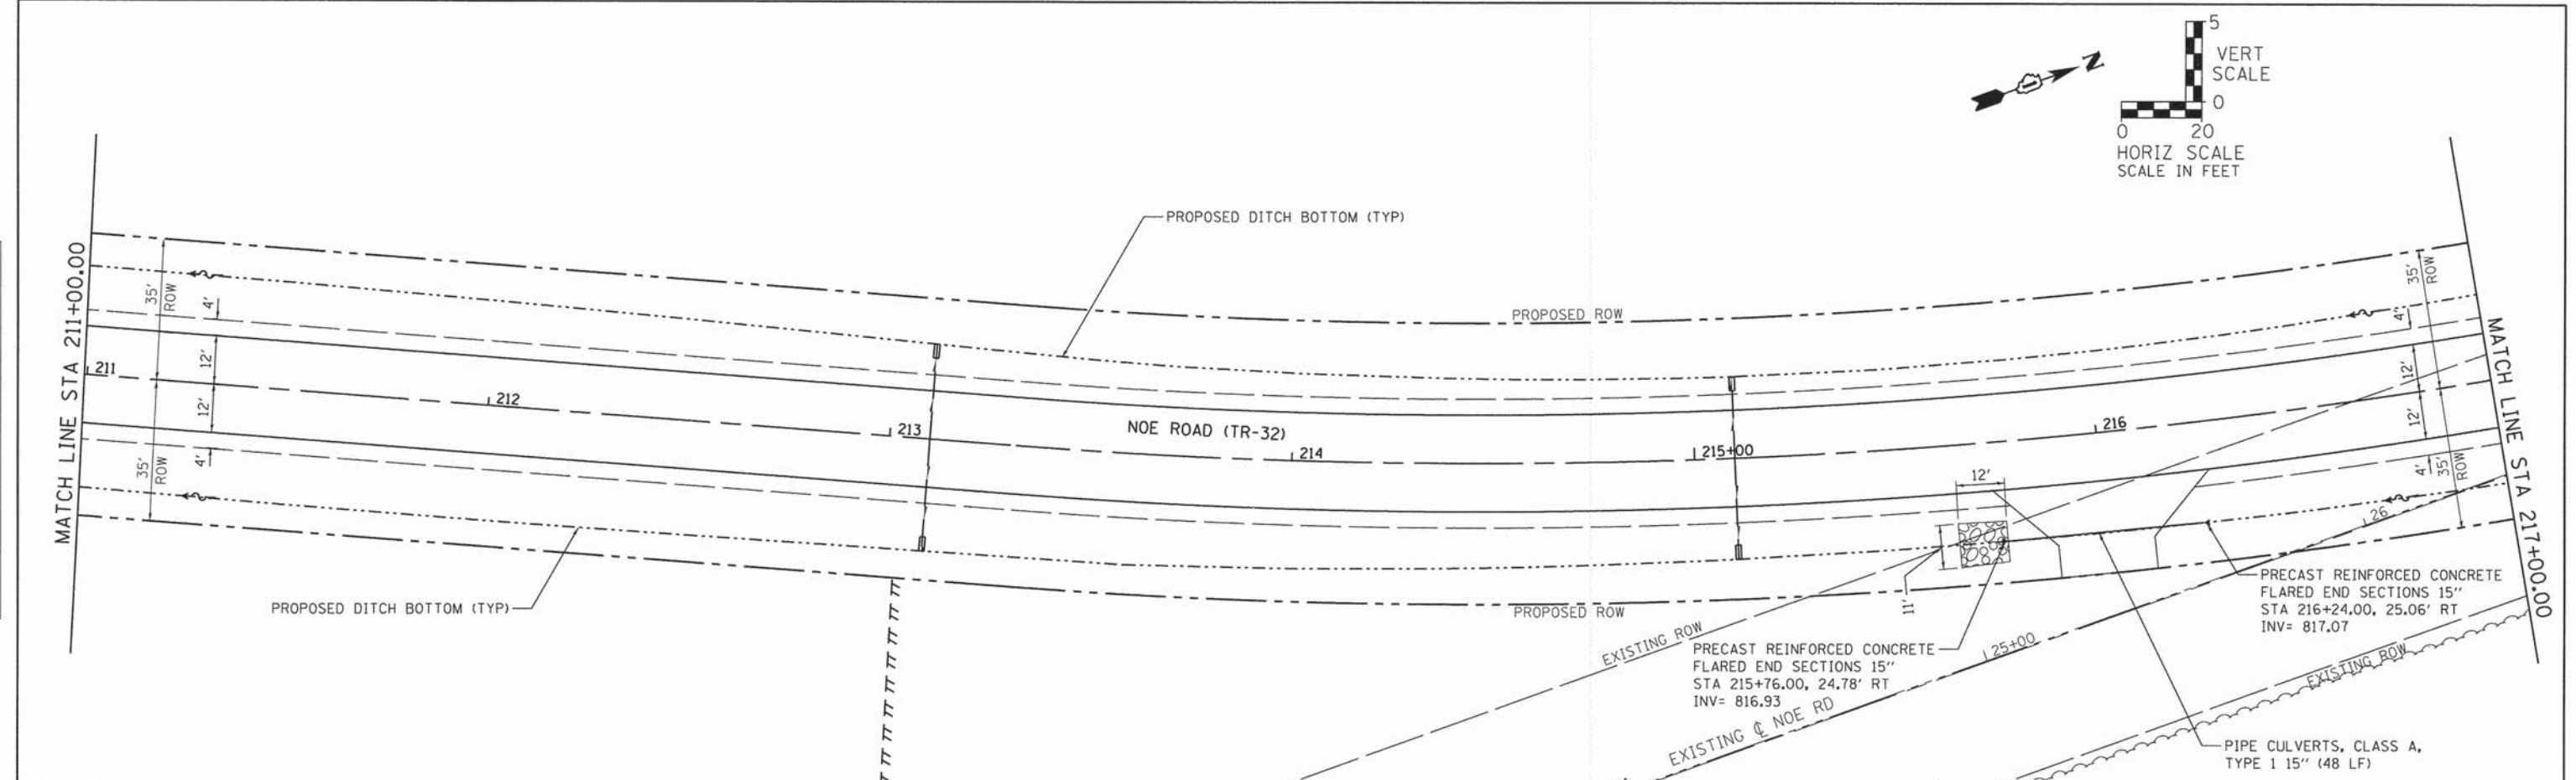 5
VERT
SCALE
0
0 20
HORIZ SCALE
SCALE IN FEET
N
MATCH LINE STA 211+00.00
35'
ROW
4'
12'
12'
4'
35'
ROW
PROPOSED DITCH BOTTOM (TYP)
PROPOSED ROW
211
212
213
NOE ROAD (TR-32)
214
215+00
216
PROPOSED DITCH BOTTOM (TYP)
PROPOSED ROW
12'
11'
EXISTING ROW
PRECAST REINFORCED CONCRETE
FLARED END SECTIONS 15"
STA 215+76.00, 24.78' RT
INV= 816.93
25+00
26
EXISTING ℄ NOE RD
EXISTING ROW
PRECAST REINFORCED CONCRETE
FLARED END SECTIONS 15"
STA 216+24.00, 25.06' RT
INV= 817.07
PIPE CULVERTS, CLASS A,
TYPE 1 15" (48 LF)
35'
ROW
4'
12'
12'
4'
35'
ROW
MATCH LINE STA 217+00.00